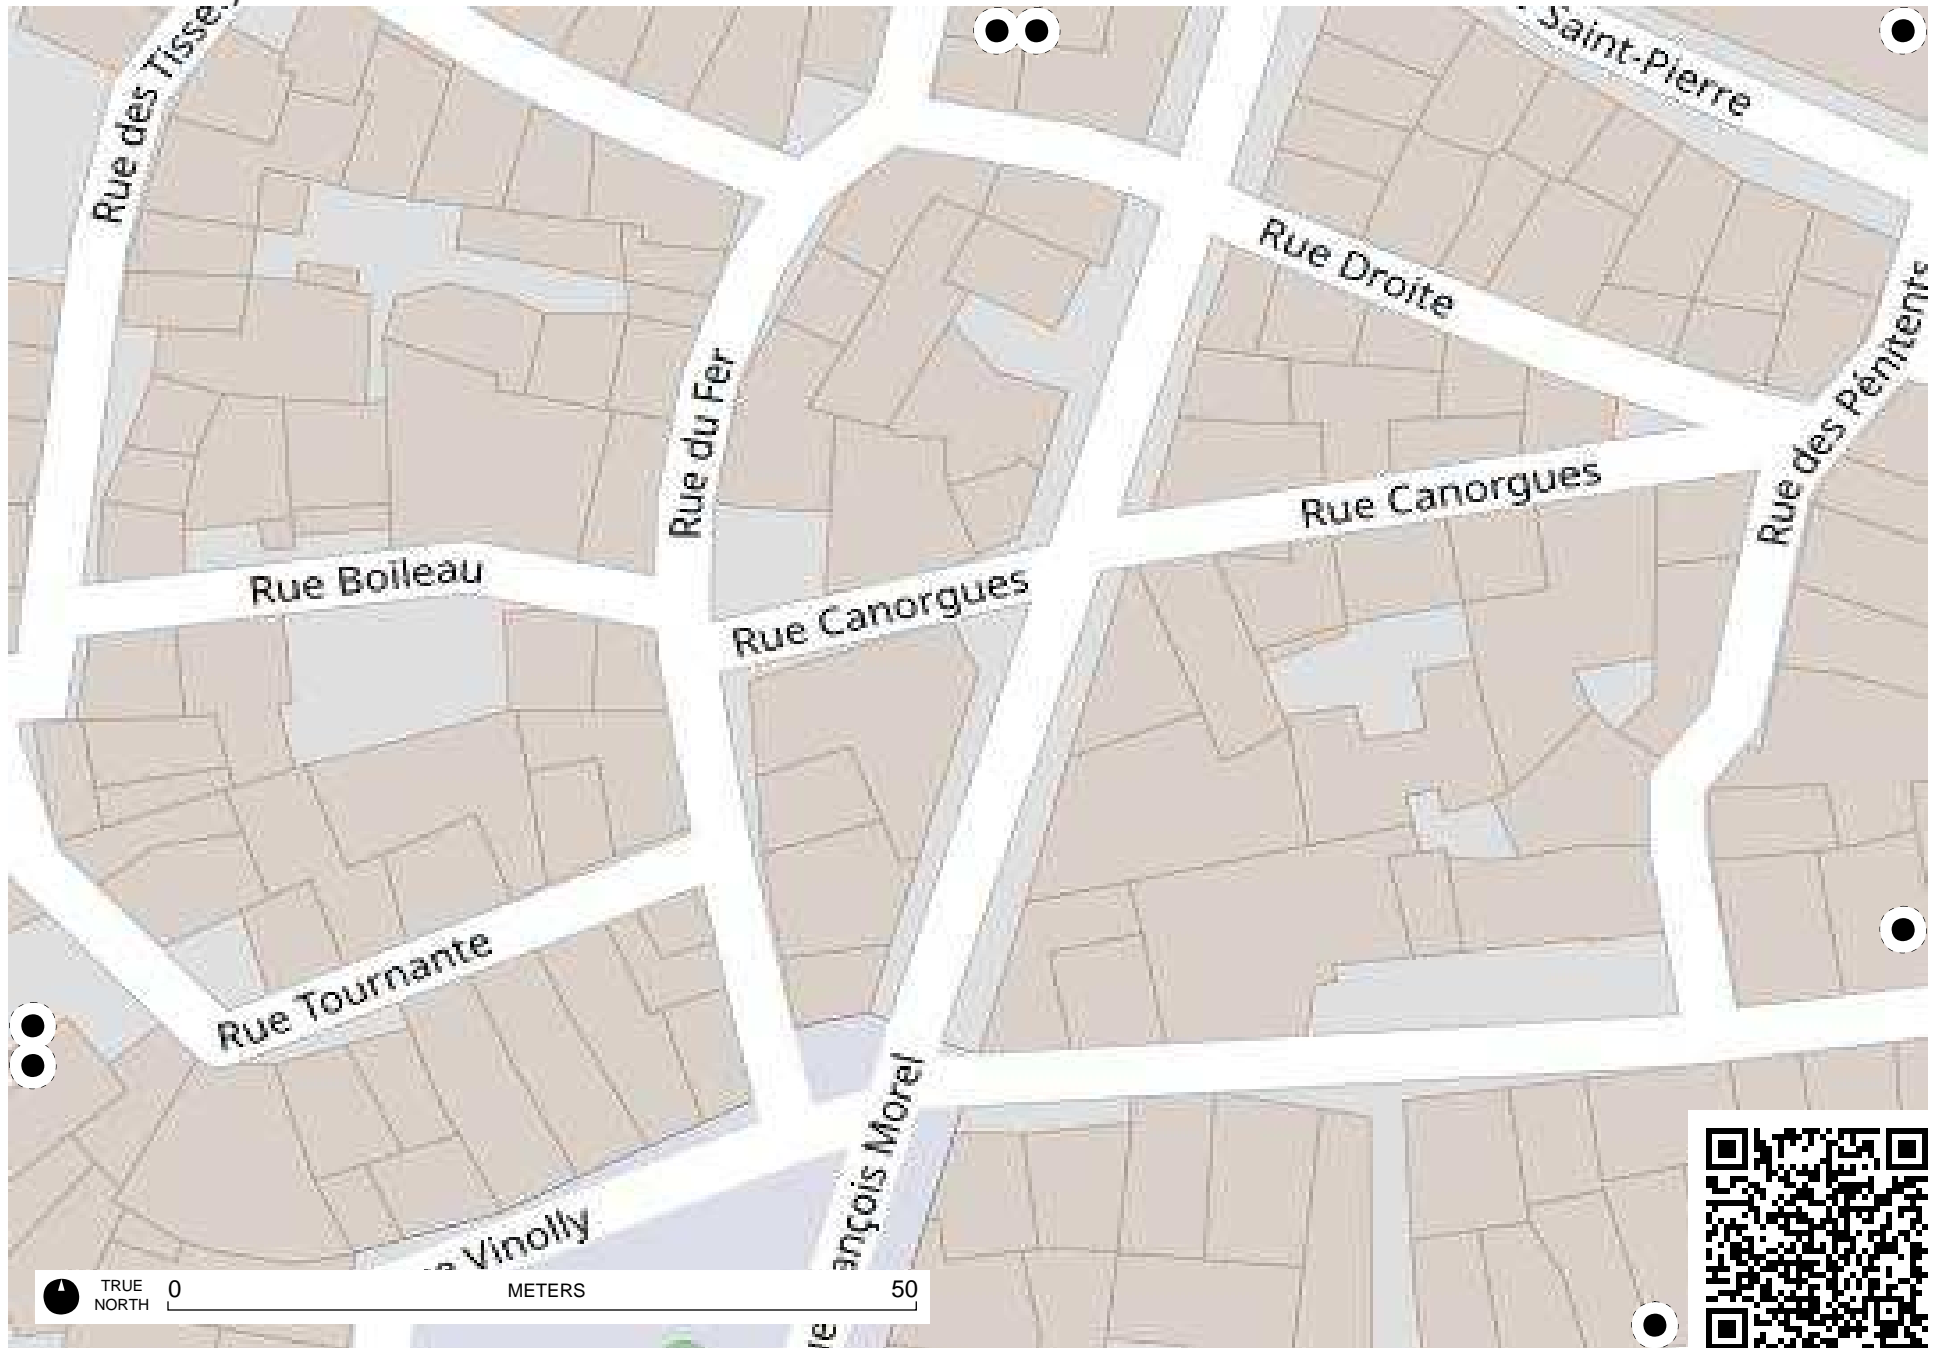 Rue des Tisse
Saint-Pierre
Rue Droite
Rue des Pénitents
Rue du Fer
Rue Canorgues
Rue Boileau
Rue Canorgues
Rue Tournante
ançois Morel
Vinolly
TRUE NORTH
0 METERS 50